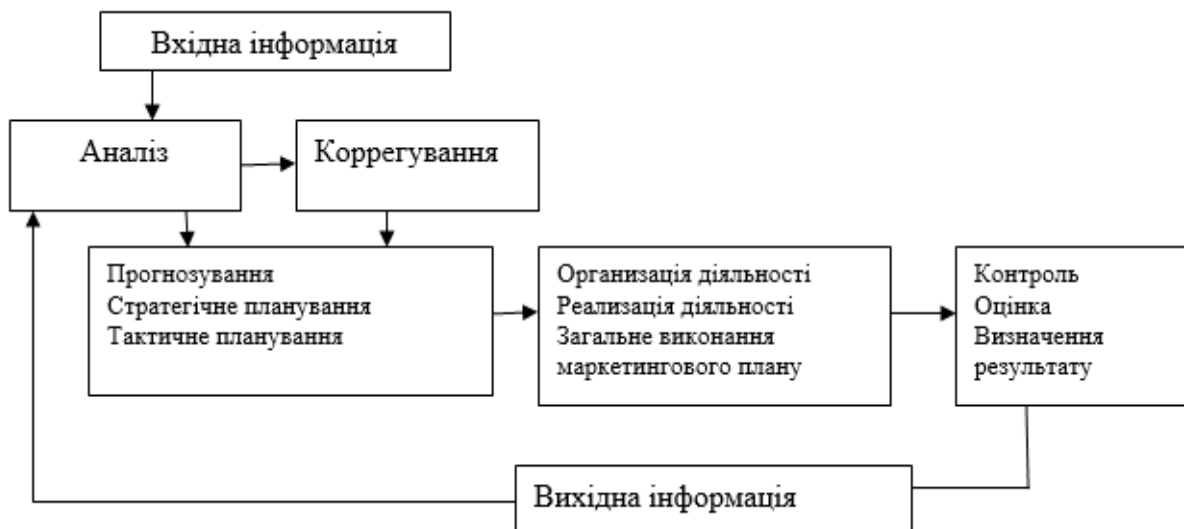 Вхідна інформація
Аналіз
Коррегування
Прогнозування
Стратегічне планування
Тактичне планування
Организація діяльності
Реализація діяльності
Загальне виконання
маркетингового плану
Контроль
Оцінка
Визначення
результату
Вихідна інформація